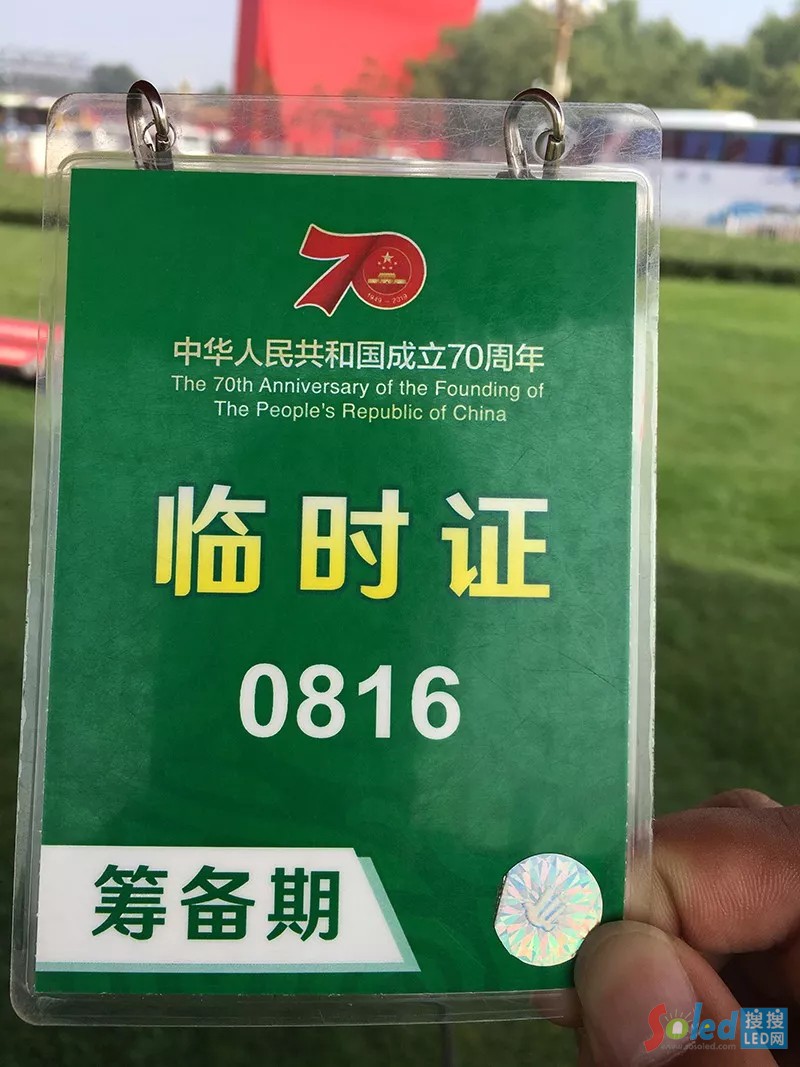 70
1949-2019
中华人民共和国成立70周年
The 70th Anniversary of the Founding of
The People's Republic of China
临时证
0816
筹备期
Soled 搜搜
LED网